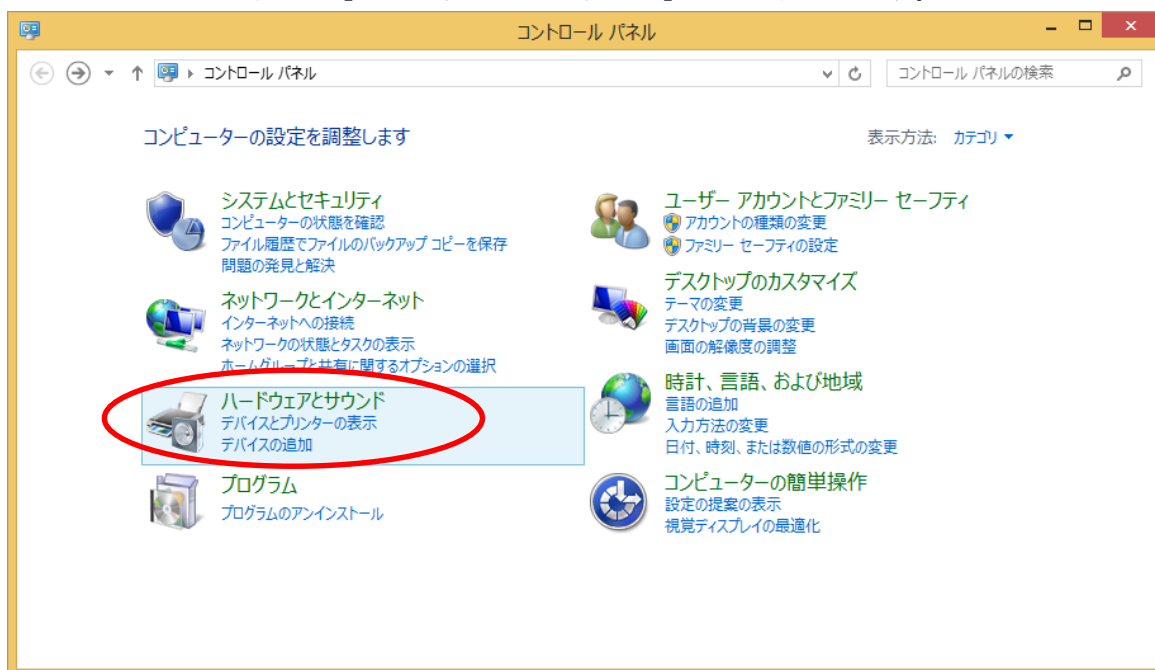 コントロール パネル
コントロール パネル
コントロール パネルの検索
コンピューターの設定を調整します
表示方法: カテゴリ
システムとセキュリティ
コンピューターの状態を確認
ファイル履歴でファイルのバックアップ コピーを保存
問題の発見と解決
ネットワークとインターネット
インターネットへの接続
ネットワークの状態とタスクの表示
ホームグループと共有に関するオプションの選択
ハードウェアとサウンド
デバイスとプリンターの表示
デバイスの追加
プログラム
プログラムのアンインストール
ユーザー アカウントとファミリー セーフティ
アカウントの種類の変更
ファミリー セーフティの設定
デスクトップのカスタマイズ
テーマの変更
デスクトップの背景の変更
画面の解像度の調整
時計、言語、および地域
言語の追加
入力方法の変更
日付、時刻、または数値の形式の変更
コンピューターの簡単操作
設定の提案の表示
視覚ディスプレイの最適化